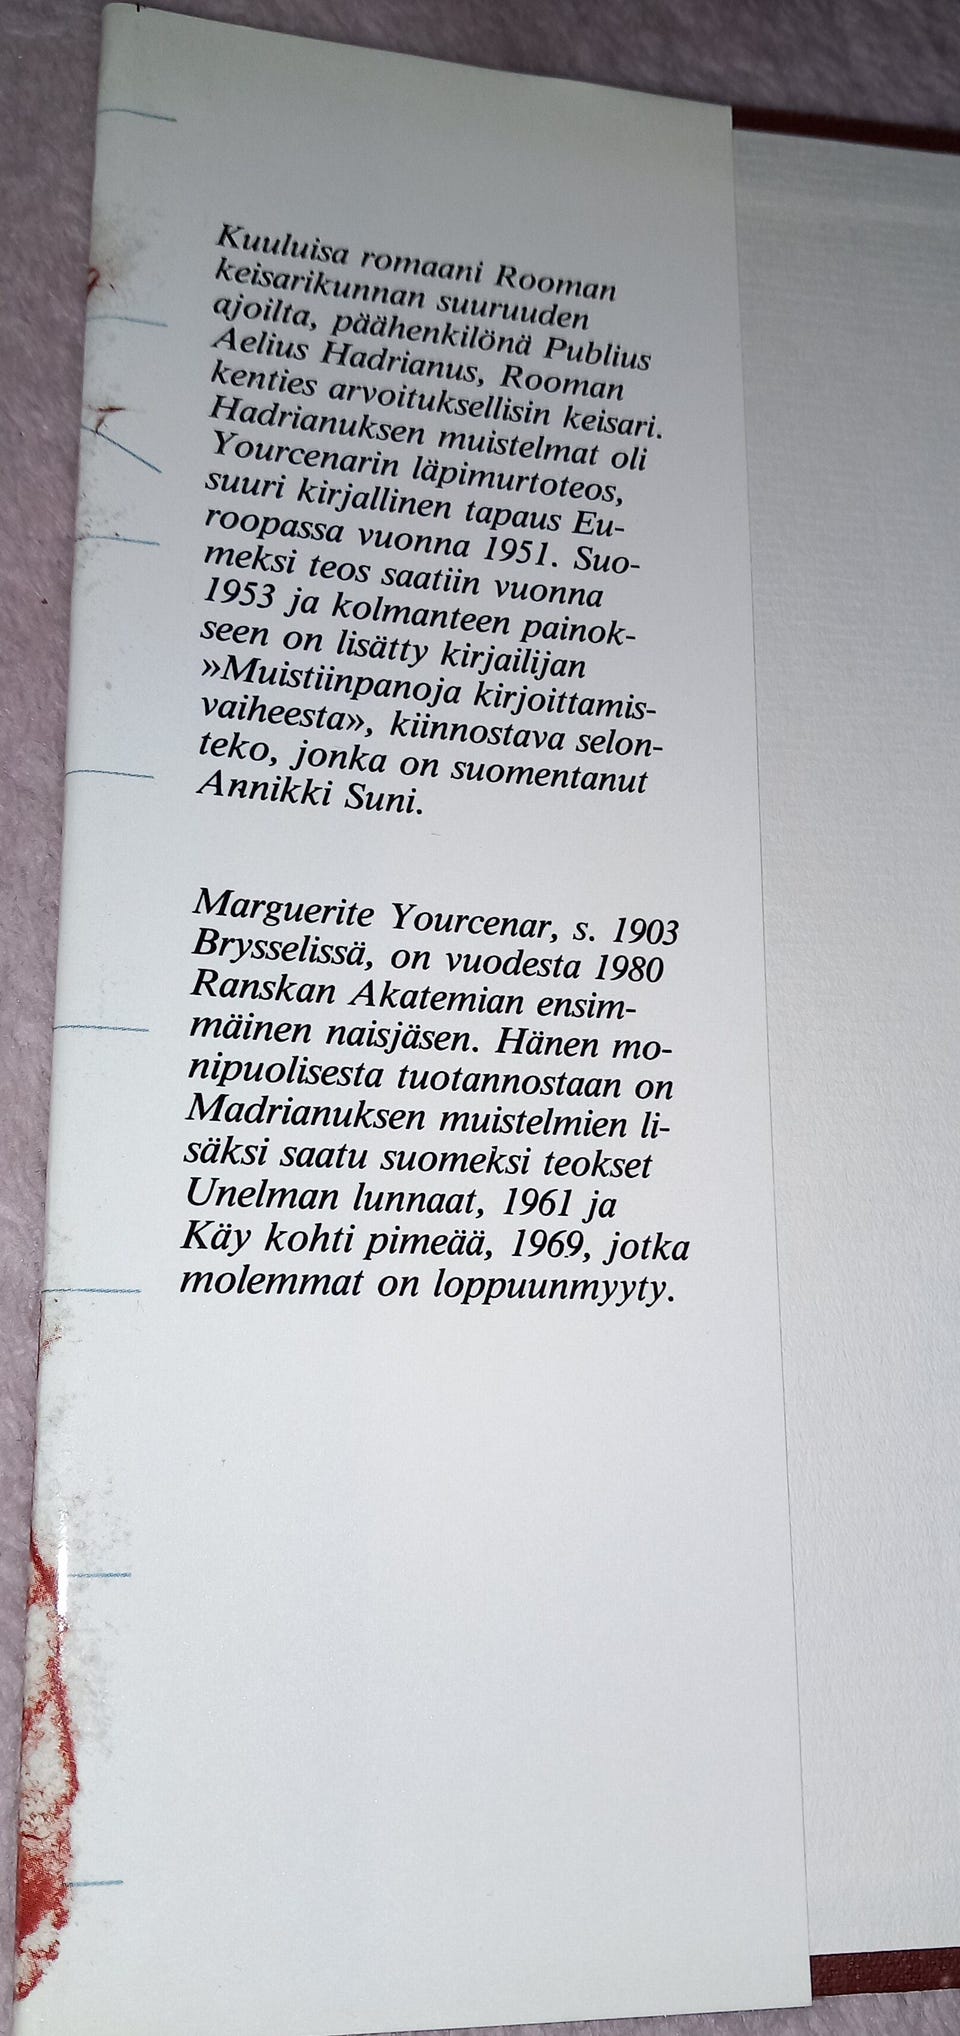 Kuuluisa romaani Rooman
keisarikunnan suuruuden
ajoilta, päähenkilönä Publius
Aelius Hadrianus, Rooman
kenties arvoituksellisin keisari.
Hadrianuksen muistelmat oli
Yourcenarin läpimurtoteos,
suuri kirjallinen tapaus Eu-
roopassa vuonna 1951. Suo-
meksi teos saatiin vuonna
1953 ja kolmanteen painok-
seen on lisätty kirjailijan
»Muistiinpanoja kirjoittamis-
vaiheesta», kiinnostava selon-
teko, jonka on suomentanut
Annikki Suni.
Marguerite Yourcenar, s. 1903
Brysselissä, on vuodesta 1980
Ranskan Akatemian ensim-
mäinen naisjäsen. Hänen mo-
nipuolisesta tuotannostaan on
Madrianuksen muistelmien li-
säksi saatu suomeksi teokset
Unelman lunnaat, 1961 ja
Käy kohti pimeää, 1969, jotka
molemmat on loppuunmyyty.